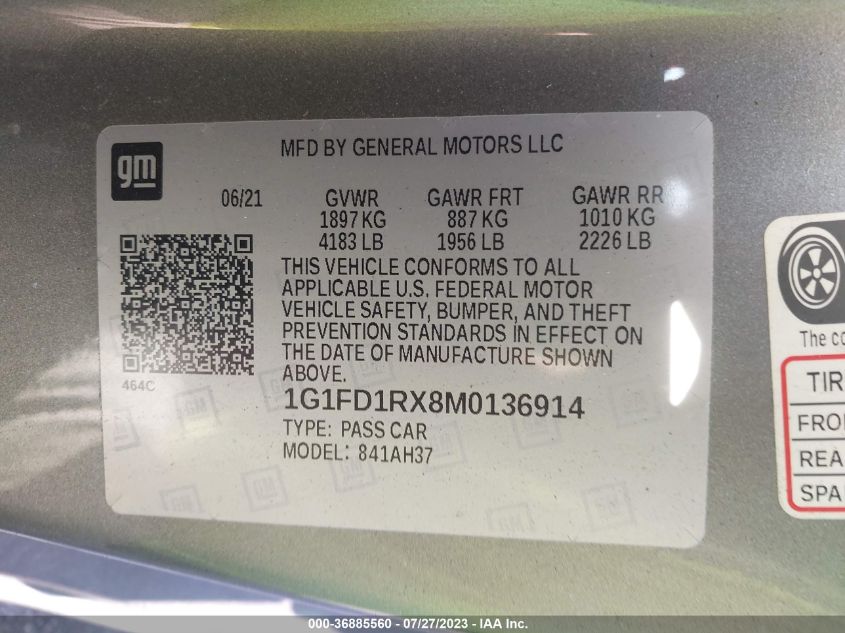 gm
MFD BY GENERAL MOTORS LLC
06/21 GVWR GAWR FRT GAWR RR
1897 KG 887 KG 1010 KG
4183 LB 1956 LB 2226 LB
THIS VEHICLE CONFORMS TO ALL
APPLICABLE U.S. FEDERAL MOTOR
VEHICLE SAFETY, BUMPER, AND THEFT
PREVENTION STANDARDS IN EFFECT ON
THE DATE OF MANUFACTURE SHOWN
ABOVE.
464C
1G1FD1RX8M0136914
TYPE: PASS CAR
MODEL: 841AH37
The co
TIR
FRO
REA
SPA
000-36885560 - 07/27/2023 - IAA Inc.